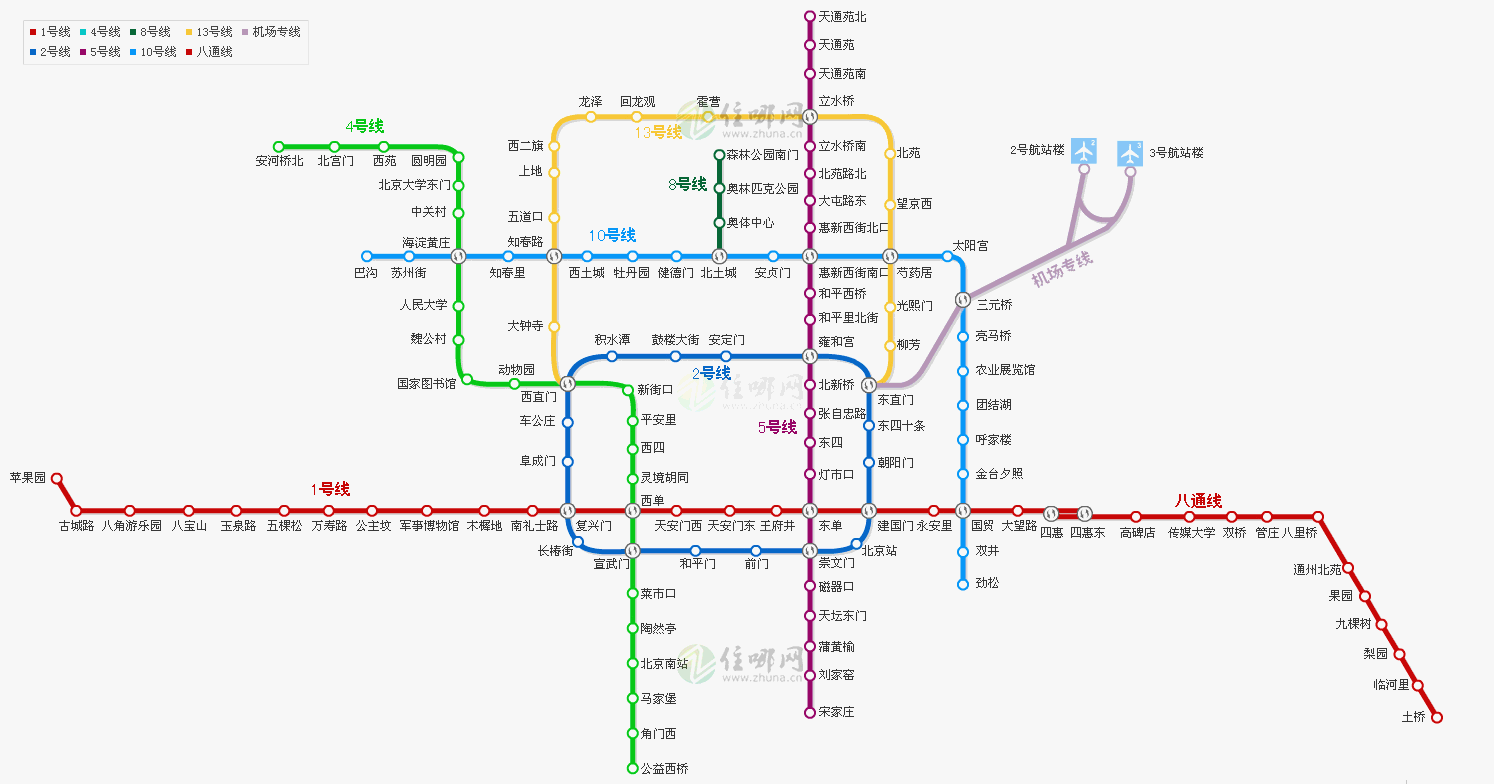 1号线 4号线 8号线 13号线 机场专线
2号线 5号线 10号线 八通线
天通苑北
天通苑
天通苑南
立水桥
龙泽 回龙观 霍营
13号线
住哪网
www.zhuna.cn
4号线
安河桥北 北宫门 西苑 圆明园
北京大学东门
中关村
海淀黄庄
西二旗
上地
五道口
知春路
8号线
森林公园南门
奥林匹克公园
奥体中心
立水桥南
北苑路北
大屯路东
惠新西街北口
北苑
望京西
2号航站楼
2
3号航站楼
3
机场专线
10号线
太阳宫
巴沟 苏州街 知春里 西土城 牡丹园 健德门 北土城 安贞门 惠新西街南口 芍药居
人民大学
魏公村
国家图书馆
动物园
西直门
大钟寺
和平西桥
和平里北街
雍和宫
光熙门
柳芳
三元桥
亮马桥
农业展览馆
团结湖
呼家楼
金台夕照
积水潭 鼓楼大街 安定门
2号线
住哪网
www.zhuna.cn
新街口
平安里
西四
灵境胡同
西单
车公庄
阜成门
北新桥
张自忠路
5号线
东四
灯市口
东直门
东四十条
朝阳门
苹果园
1号线
八通线
古城路 八角游乐园 八宝山 玉泉路 五棵松 万寿路 公主坟 军事博物馆 木樨地 南礼士路 复兴门 天安门西 天安门东 王府井 东单 建国门 永安里 国贸 大望路 四惠 四惠东 高碑店 传媒大学 双桥 管庄 八里桥
长椿街 宣武门 和平门 前门 崇文门 北京站
双井
劲松
通州北苑
果园
九棵树
梨园
临河里
土桥
菜市口
陶然亭
北京南站
马家堡
角门西
公益西桥
磁器口
天坛东门
蒲黄榆
刘家窑
宋家庄
住哪网
www.zhuna.cn